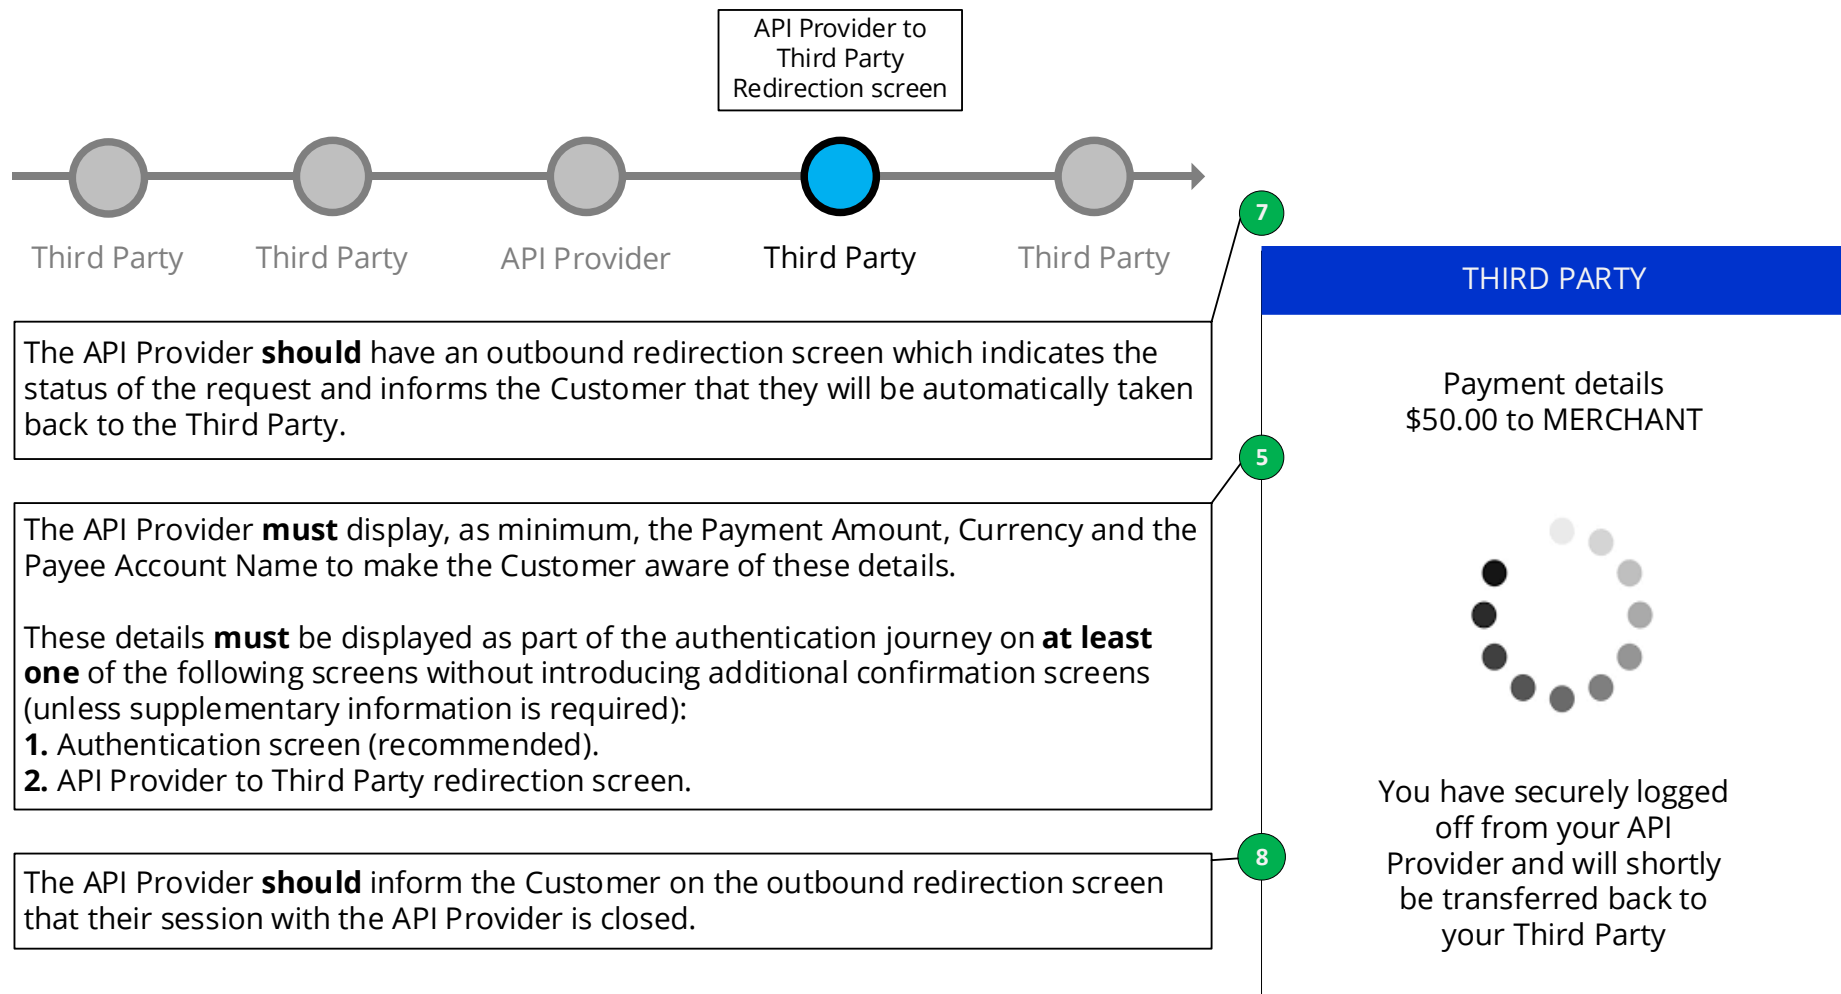 API Provider to
Third Party
Redirection screen
Third Party
Third Party
API Provider
Third Party
Third Party
7
The API Provider should have an outbound redirection screen which indicates the
status of the request and informs the Customer that they will be automatically taken
back to the Third Party.
5
The API Provider must display, as minimum, the Payment Amount, Currency and the
Payee Account Name to make the Customer aware of these details.
These details must be displayed as part of the authentication journey on at least
one of the following screens without introducing additional confirmation screens
(unless supplementary information is required):
1. Authentication screen (recommended).
2. API Provider to Third Party redirection screen.
8
The API Provider should inform the Customer on the outbound redirection screen
that their session with the API Provider is closed.
THIRD PARTY
Payment details
$50.00 to MERCHANT
You have securely logged
off from your API
Provider and will shortly
be transferred back to
your Third Party